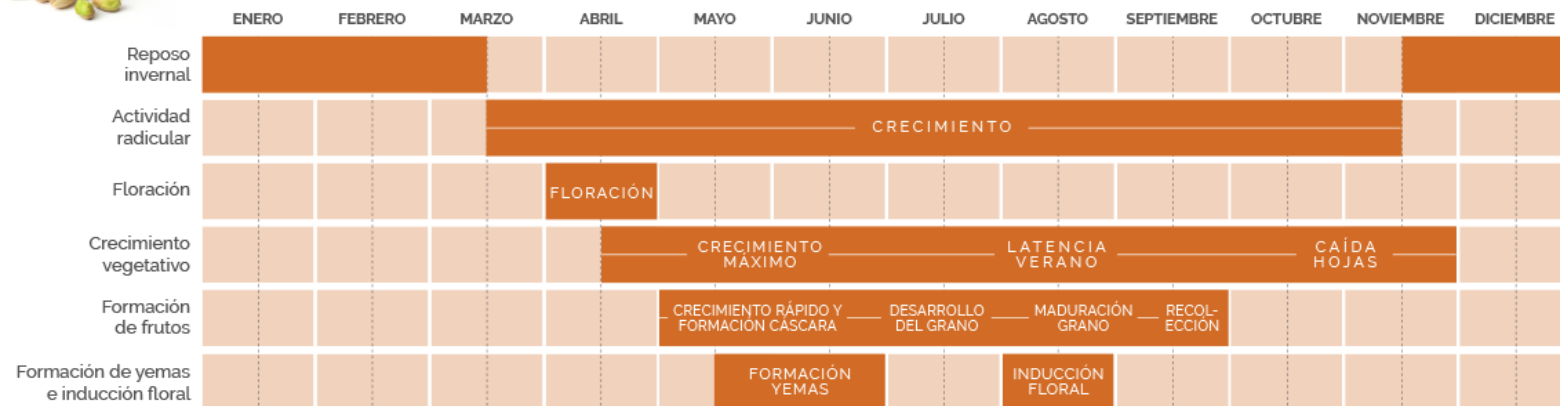 ENERO FEBRERO MARZO ABRIL MAYO JUNIO JULIO AGOSTO SEPTIEMBRE OCTUBRE NOVIEMBRE DICIEMBRE
Reposo
invernal
Actividad
radicular
CRECIMIENTO
Floración
FLORACIÓN
Crecimiento
vegetativo
CRECIMIENTO
MÁXIMO
LATENCIA
VERANO
CAÍDA
HOJAS
Formación
de frutos
CRECIMIENTO RÁPIDO Y
FORMACIÓN CÁSCARA
DESARROLLO
DEL GRANO
MADURACIÓN
GRANO
RECOL-
ECCIÓN
Formación de yemas
e inducción floral
FORMACIÓN
YEMAS
INDUCCIÓN
FLORAL